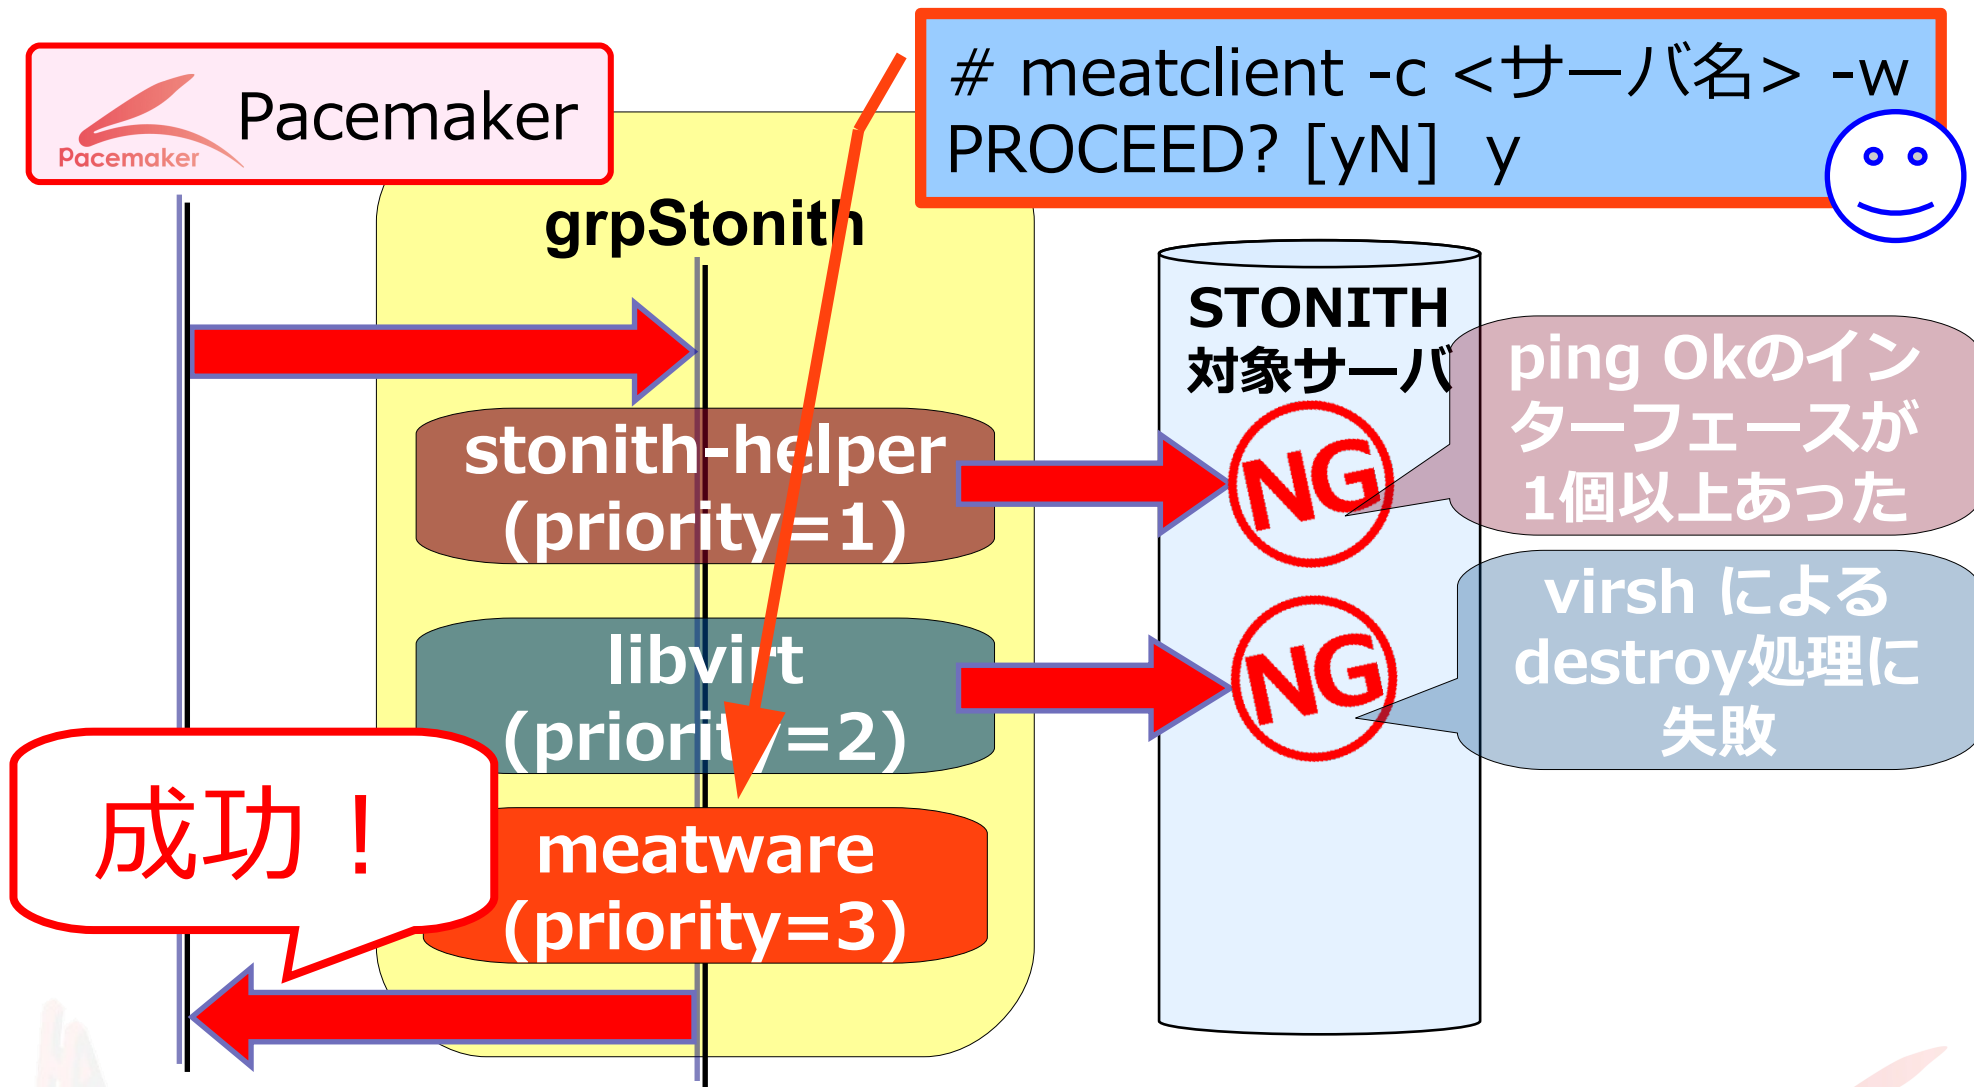 Pacemaker
Pacemaker
# meatclient -c <サーバ名> -w
PROCEED? [yN] y
grpStonith
STONITH
対象サーバ
stonith-helper
(priority=1)
NG
ping Okのイン
ターフェースが
1個以上あった
libvirt
(priority=2)
NG
virsh による
destroy処理に
失敗
成功！
meatware
(priority=3)